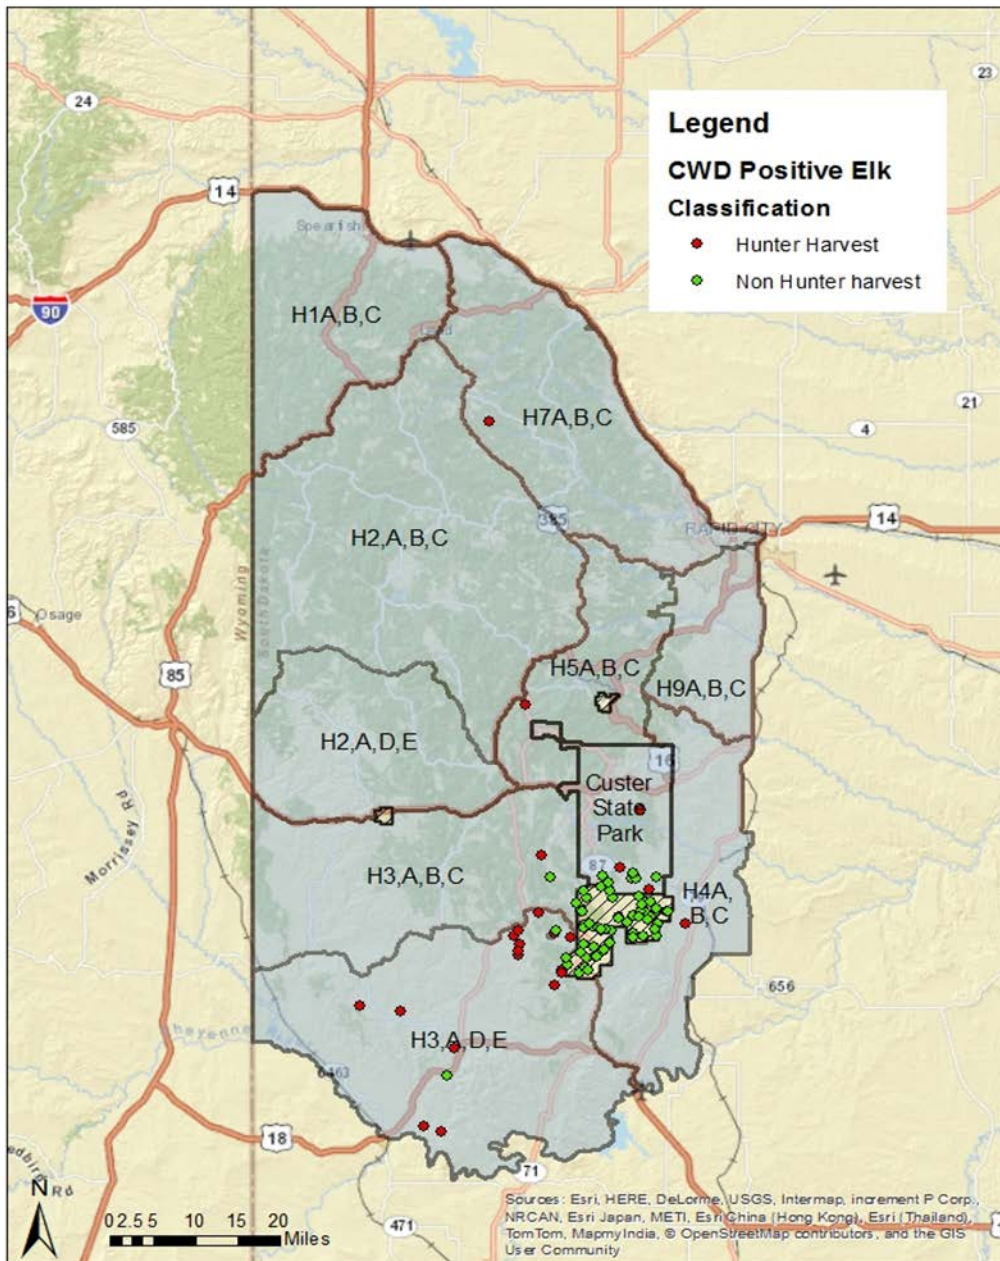 24
23
Legend
CWD Positive Elk
Classification
Hunter Harvest
Non Hunter harvest
14
Spearfish
90
H1A,B,C
21
585
H7A,B,C
4
385
14
RAPID CITY
H2,A,B,C
Wyoming
South Dakota
Osage
85
H5A,B,C
H9A,B,C
H2,A,D,E
16
Custer
State
Park
Morrissey Rd
87
H3,A,B,C
H4A,
B,C
656
H3,A,D,E
18
71
Rd
N
0 2.5 5 10 15 20
Miles
471
Sources: Esri, HERE, DeLorme, USGS, Intermap, increment P Corp.,
NRCAN, Esri Japan, METI, Esri China (Hong Kong), Esri (Thailand),
TomTom, MapmyIndia, © OpenStreetMap contributors, and the GIS
User Community